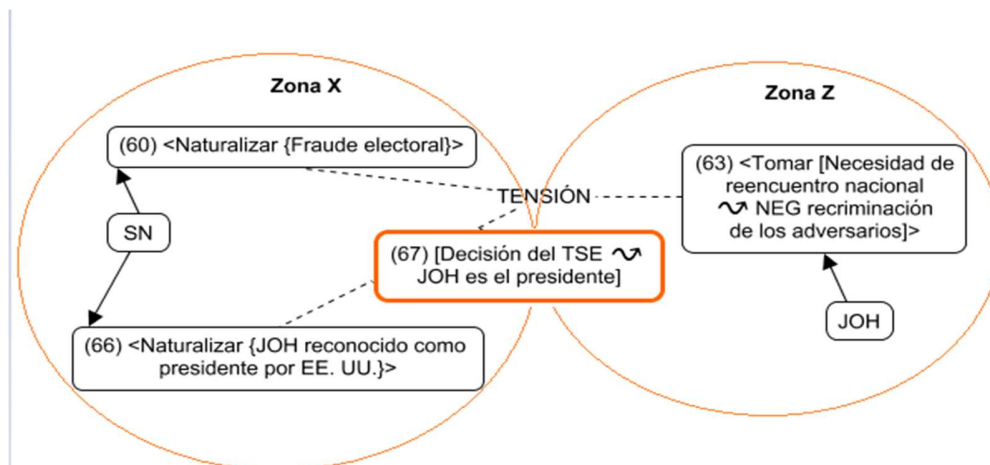 Zona X
Zona Z
(60) <Naturalizar {Fraude electoral}>
(63) <Tomar [Necesidad de
reencuentro nacional
↝ NEG recriminación
de los adversarios]>
TENSIÓN
SN
(67) [Decisión del TSE ↝
JOH es el presidente]
JOH
(66) <Naturalizar {JOH reconocido como
presidente por EE. UU.}>